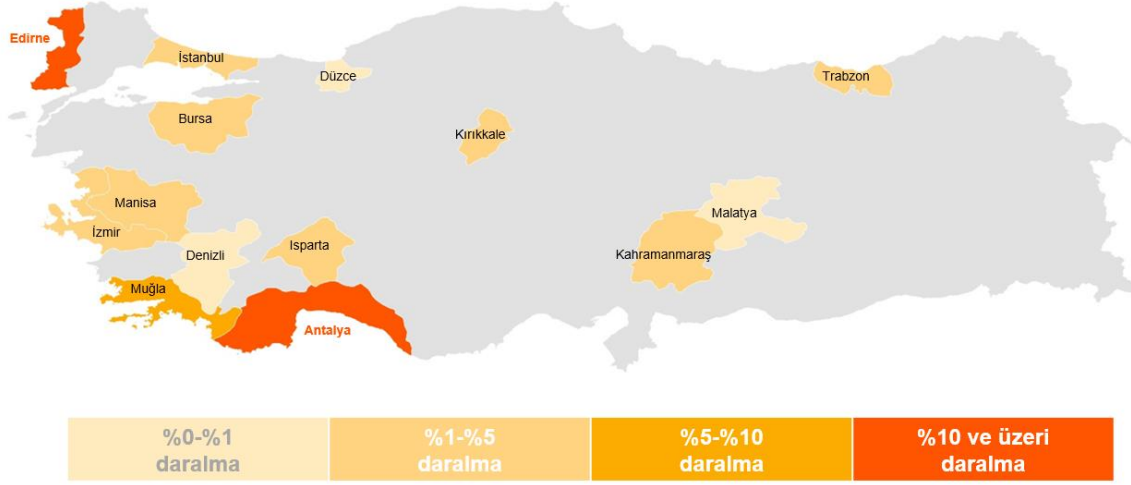 Edirne
İstanbul
Düzce
Trabzon
Bursa
Kırıkkale
Manisa
Malatya
İzmir
Isparta
Denizli
Kahramanmaraş
Muğla
Antalya
%0-%1
daralma
%1-%5
daralma
%5-%10
daralma
%10 ve üzeri
daralma